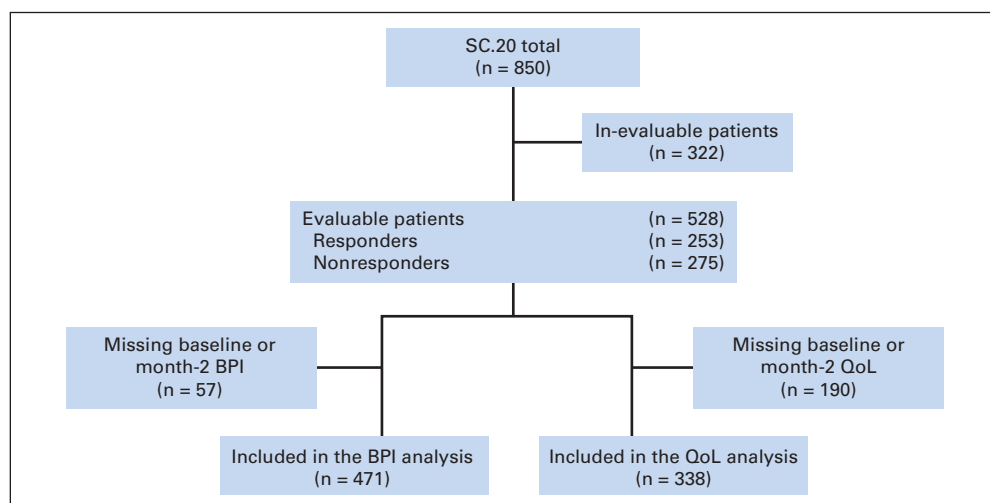 SC.20 total
(n = 850)
In-evaluable patients
(n = 322)
Evaluable patients (n = 528)
Responders (n = 253)
Nonresponders (n = 275)
Missing baseline or
month-2 BPI
(n = 57)
Missing baseline or
month-2 QoL
(n = 190)
Included in the BPI analysis
(n = 471)
Included in the QoL analysis
(n = 338)